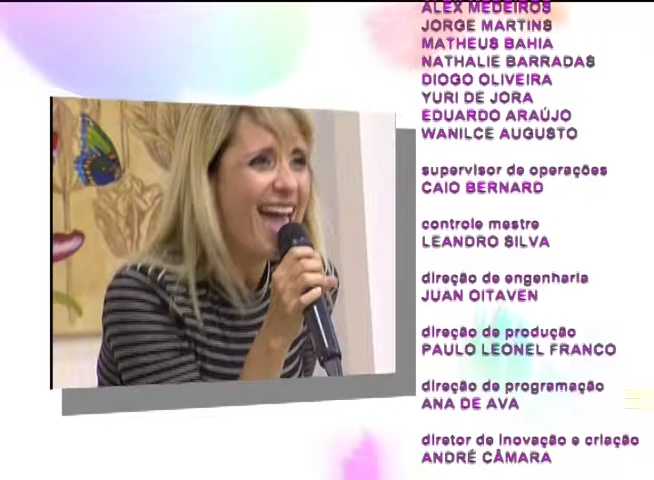 ALEX MEDEIROS
JORGE MARTINS
MATHEUS BAHIA
NATHALIE BARRADAS
DIOGO OLIVEIRA
YURI DE JORA
EDUARDO ARAÚJO
WANILCE AUGUSTO
supervisor de operações
CAIO BERNARD
controle mestre
LEANDRO SILVA
direção de engenharia
JUAN OITAVEN
direção de produção
PAULO LEONEL FRANCO
direção de programação
ANA DE AVA
diretor de inovação e criação
ANDRÉ CÂMARA